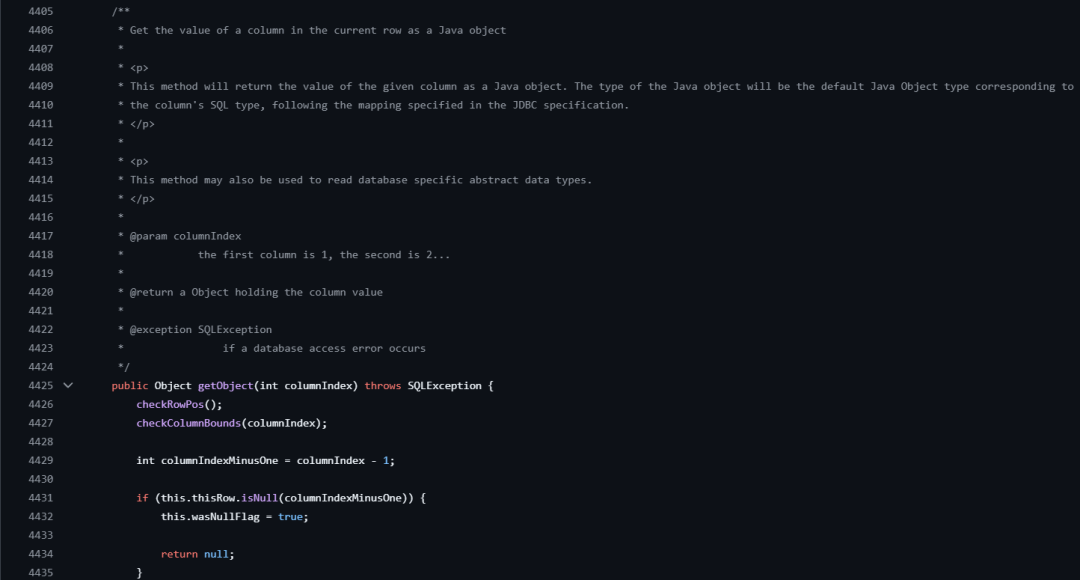 4405 /**
4406 * Get the value of a column in the current row as a Java object
4407 *
4408 * <p>
4409 * This method will return the value of the given column as a Java object. The type of the Java object will be the default Java Object type corresponding to
4410 * the column's SQL type, following the mapping specified in the JDBC specification.
4411 * </p>
4412 *
4413 * <p>
4414 * This method may also be used to read database specific abstract data types.
4415 * </p>
4416 *
4417 * @param columnIndex
4418 * the first column is 1, the second is 2...
4419 *
4420 * @return a Object holding the column value
4421 *
4422 * @exception SQLException
4423 * if a database access error occurs
4424 */
4425 public Object getObject(int columnIndex) throws SQLException {
4426 checkRowPos();
4427 checkColumnBounds(columnIndex);
4428
4429 int columnIndexMinusOne = columnIndex - 1;
4430
4431 if (this.thisRow.isNull(columnIndexMinusOne)) {
4432 this.wasNullFlag = true;
4433
4434 return null;
4435 }